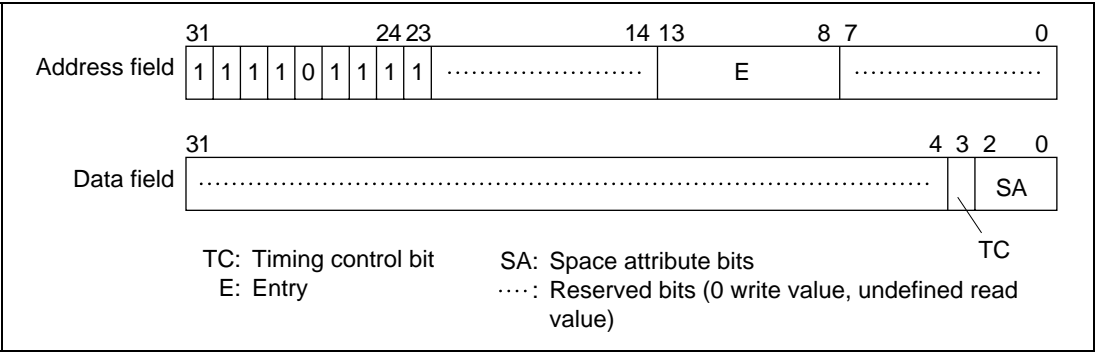 31 24 23 14 13 8 7 0
Address field 1 1 1 1 0 1 1 1 1 ........................ E ........................
31 4 3 2 0
Data field ................................................................................ SA
TC
TC: Timing control bit SA: Space attribute bits
E: Entry ····: Reserved bits (0 write value, undefined read
value)